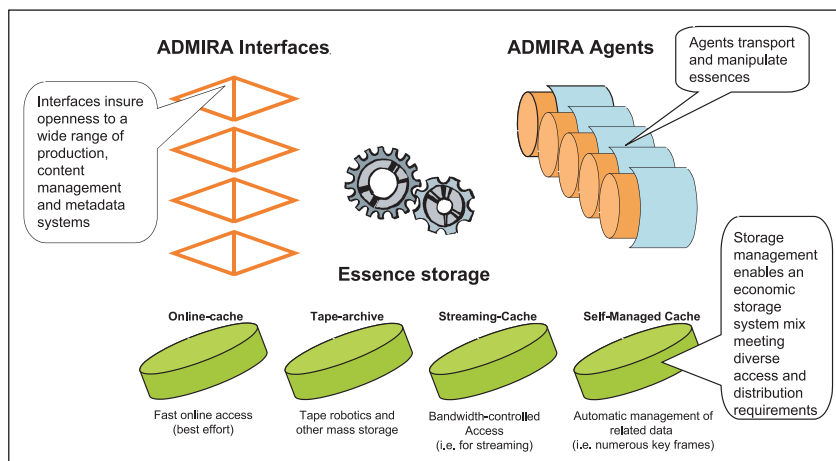 ADMIRA Interfaces
ADMIRA Agents
Agents transport
and manipulate
essences
Interfaces insure
openness to a
wide range of
production,
content
management
and metadata
systems
Essence storage
Storage
management
enables an
economic
storage
system mix
meeting
diverse
access and
distribution
requirements
Online-cache
Tape-archive
Streaming-Cache
Self-Managed Cache
Fast online access
(best effort)
Tape robotics and
other mass storage
Bandwidth-controlled
Access
(i.e. for streaming)
Automatic management of
related data
(i.e. numerous key frames)